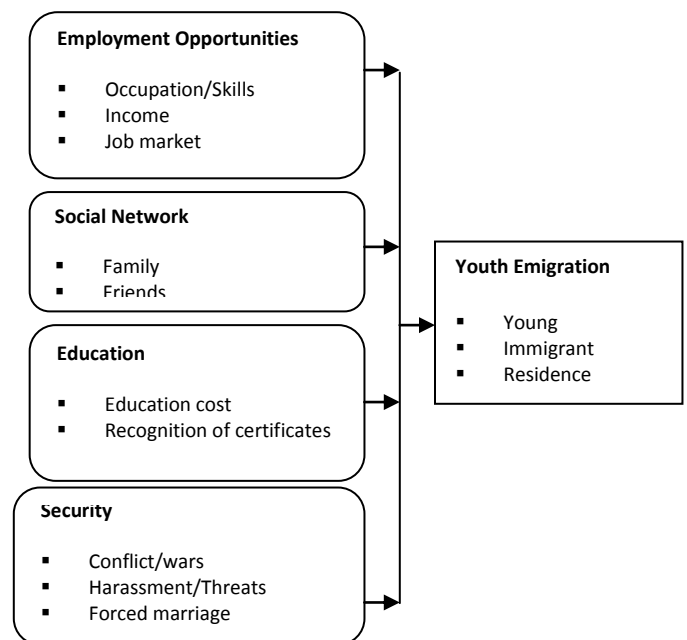 Employment Opportunities
▪ Occupation/Skills
▪ Income
▪ Job market
Social Network
▪ Family
▪ Friends
Education
▪ Education cost
▪ Recognition of certificates
Security
▪ Conflict/wars
▪ Harassment/Threats
▪ Forced marriage
Youth Emigration
▪ Young
▪ Immigrant
▪ Residence